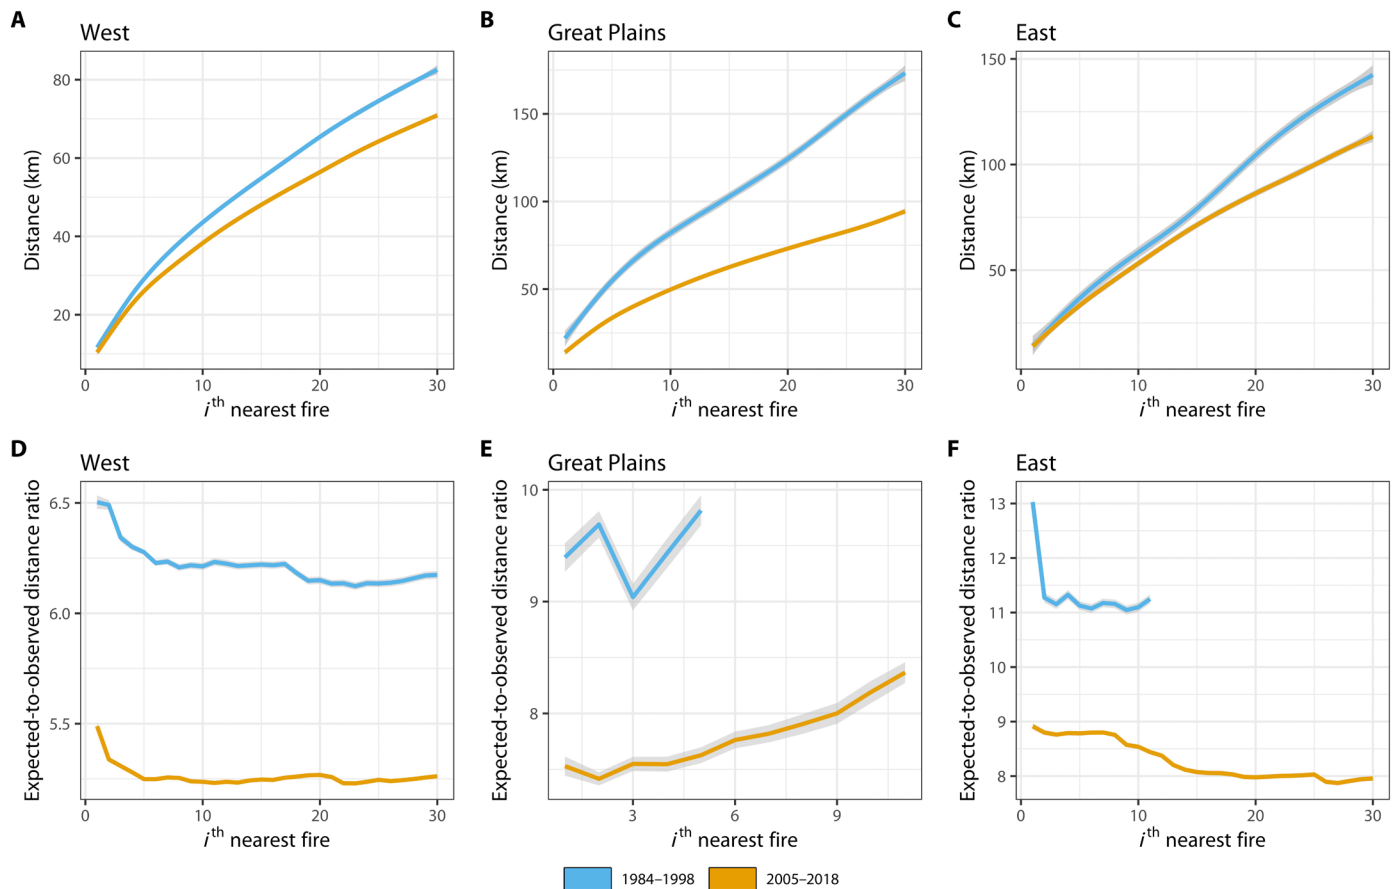 A
West
Distance (km)
80
60
40
20
0 10 20 30
iᵗʰ nearest fire
B
Great Plains
Distance (km)
150
100
50
0 10 20 30
iᵗʰ nearest fire
C
East
Distance (km)
150
100
50
0 10 20 30
iᵗʰ nearest fire
D
West
Expected-to-observed distance ratio
6.5
6.0
5.5
0 10 20 30
iᵗʰ nearest fire
E
Great Plains
Expected-to-observed distance ratio
10
9
8
3 6 9
iᵗʰ nearest fire
F
East
Expected-to-observed distance ratio
13
12
11
10
9
8
0 10 20 30
iᵗʰ nearest fire
1984–1998 2005–2018